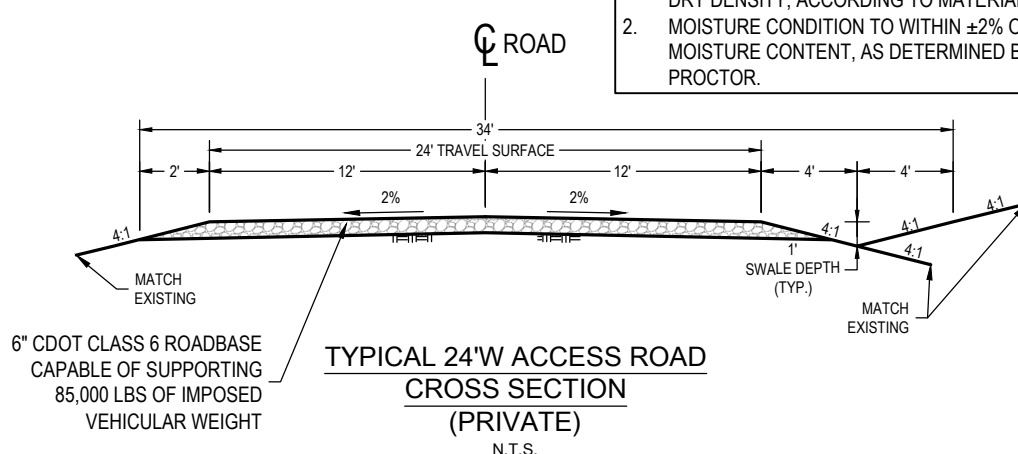 DRY DENSITY, ACCORDING TO
2. MOISTURE CONDITION TO WITHIN ±2%
MOISTURE CONTENT, AS DETERMINED
PROCTOR.
℄ ROAD
34'
24' TRAVEL SURFACE
2' 12' 12' 4' 4'
2% 2%
4:1 4:1 4:1 4:1 4:1
1'
SWALE DEPTH
(TYP.)
MATCH
EXISTING
MATCH
EXISTING
6" CDOT CLASS 6 ROADBASE
CAPABLE OF SUPPORTING
85,000 LBS OF IMPOSED
VEHICULAR WEIGHT
TYPICAL 24'W ACCESS ROAD
CROSS SECTION
(PRIVATE)
N.T.S.